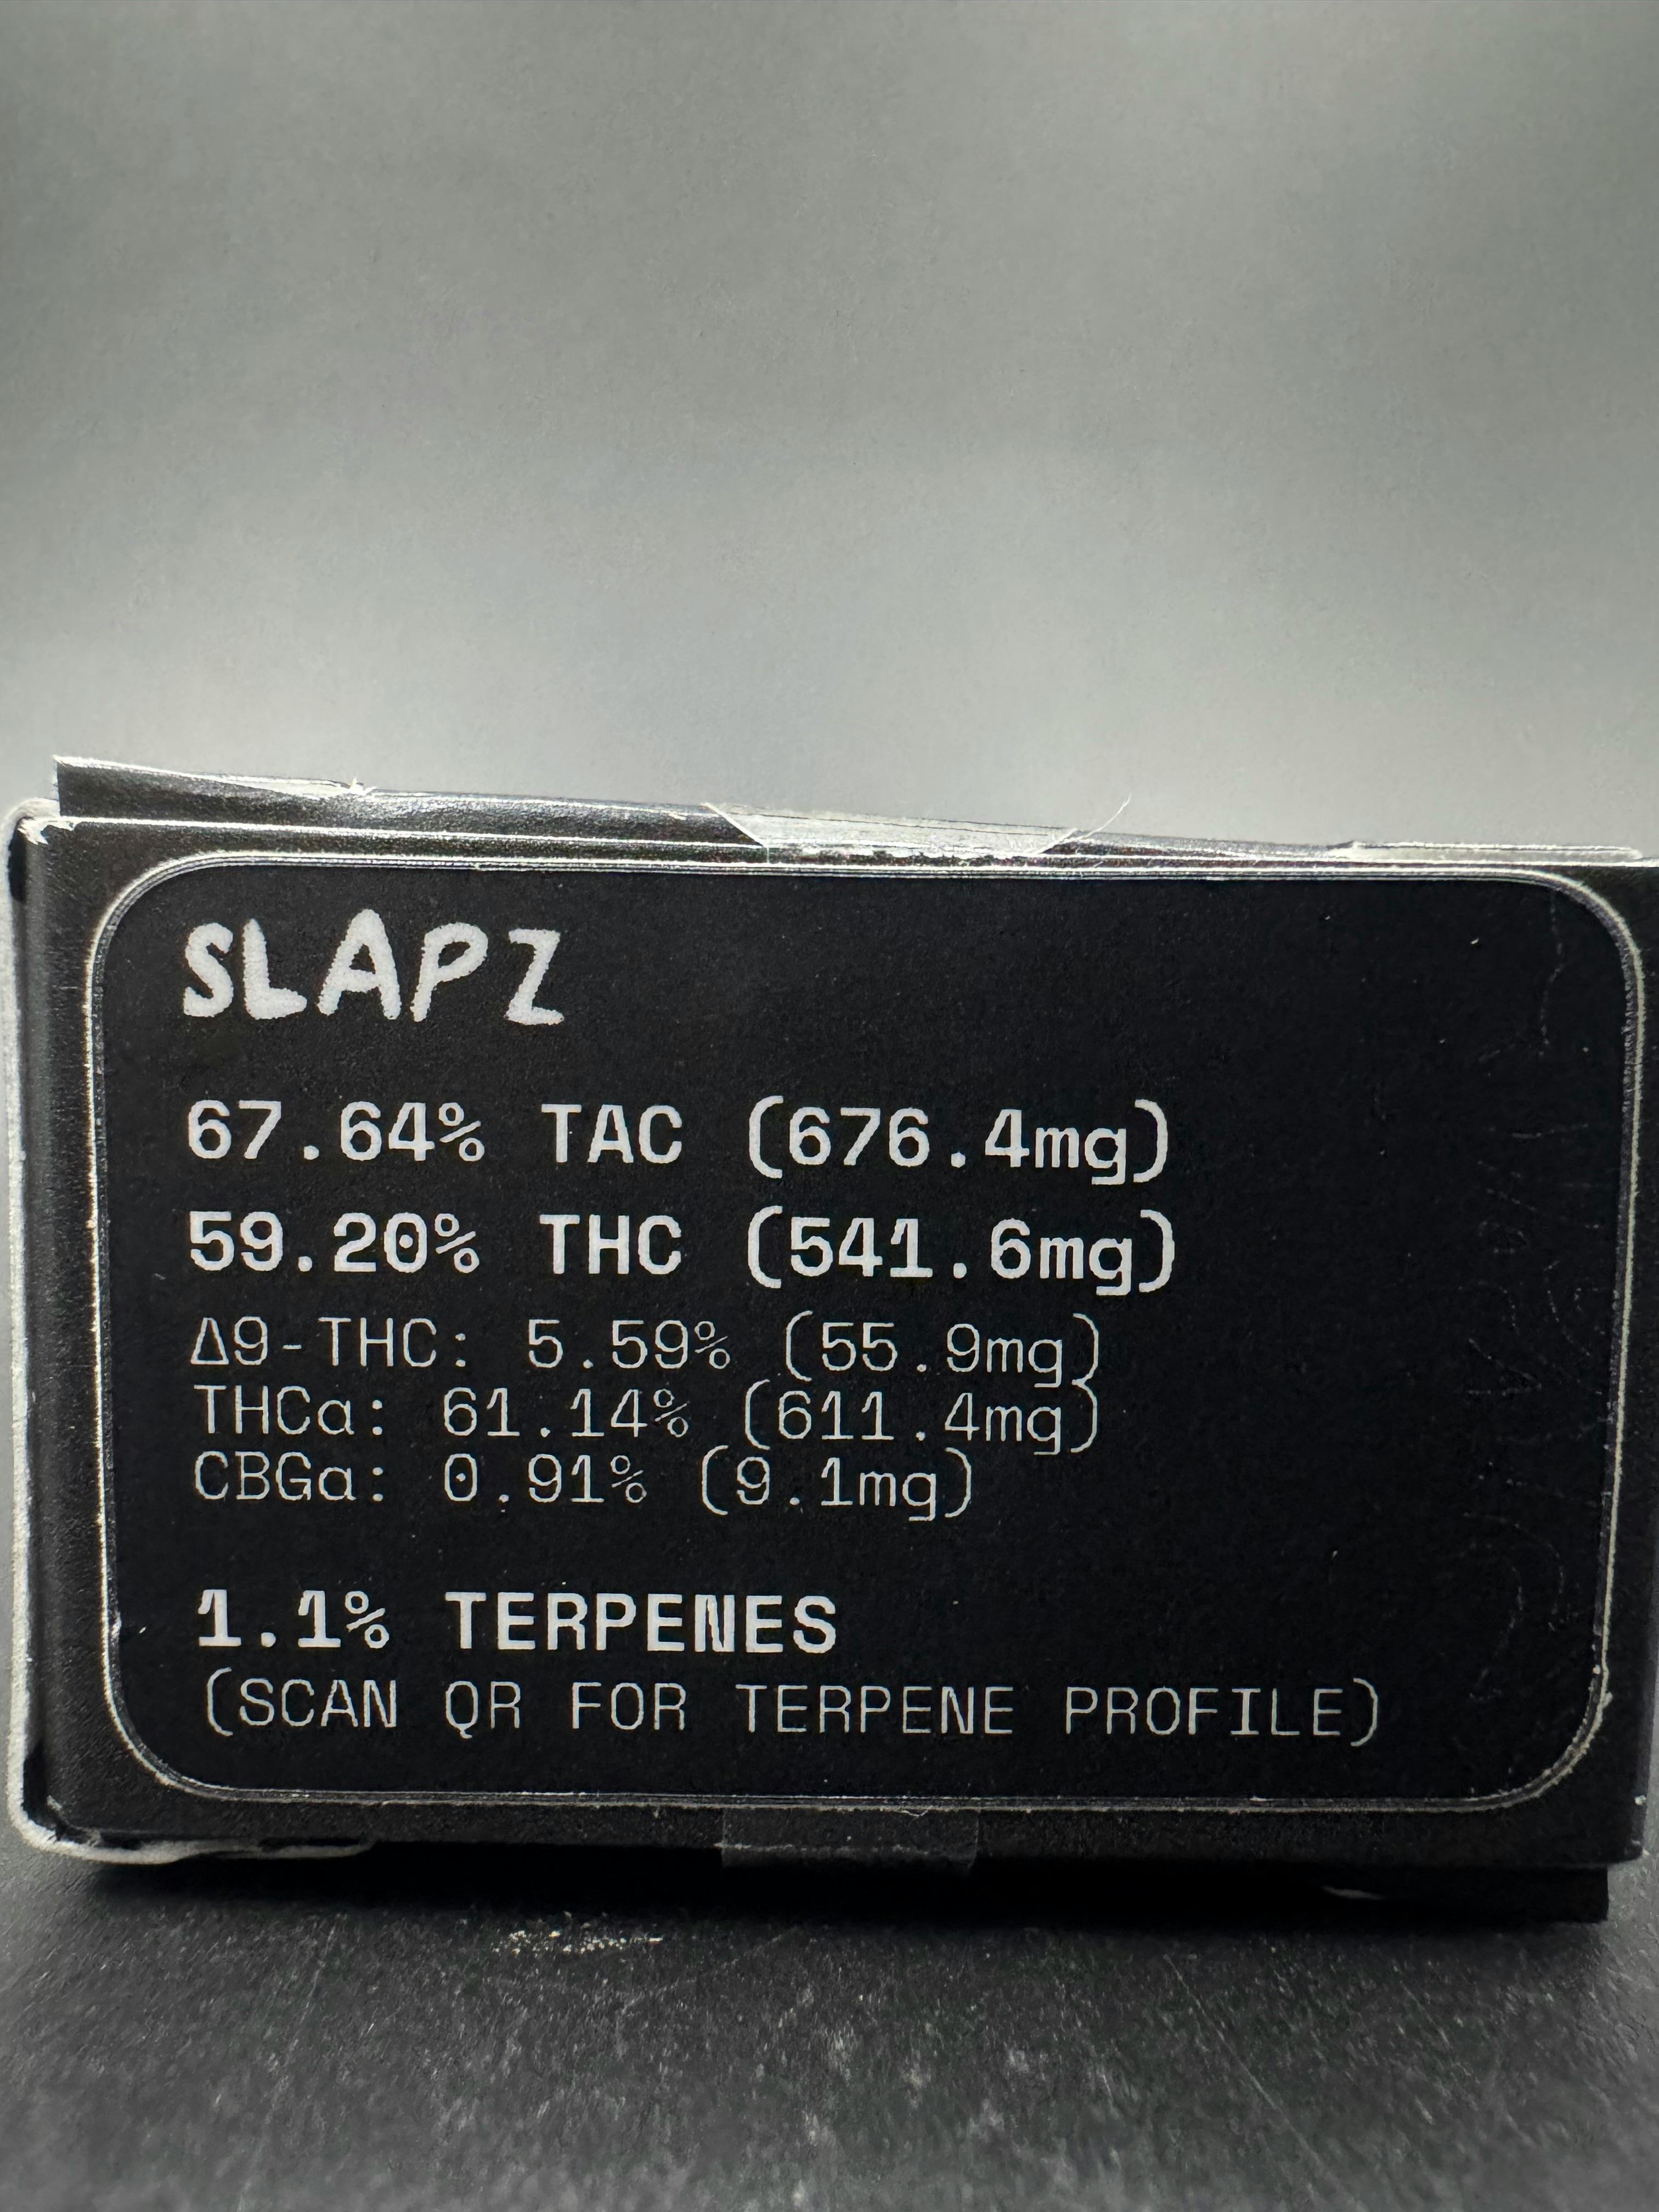 SLAPZ
67.64% TAC (676.4mg)
59.20% THC (541.6mg)
Δ9-THC: 5.59% (55.9mg)
THCa: 61.14% (611.4mg)
CBGa: 0.91% (9.1mg)
1.1% TERPENES
(SCAN QR FOR TERPENE PROFILE)